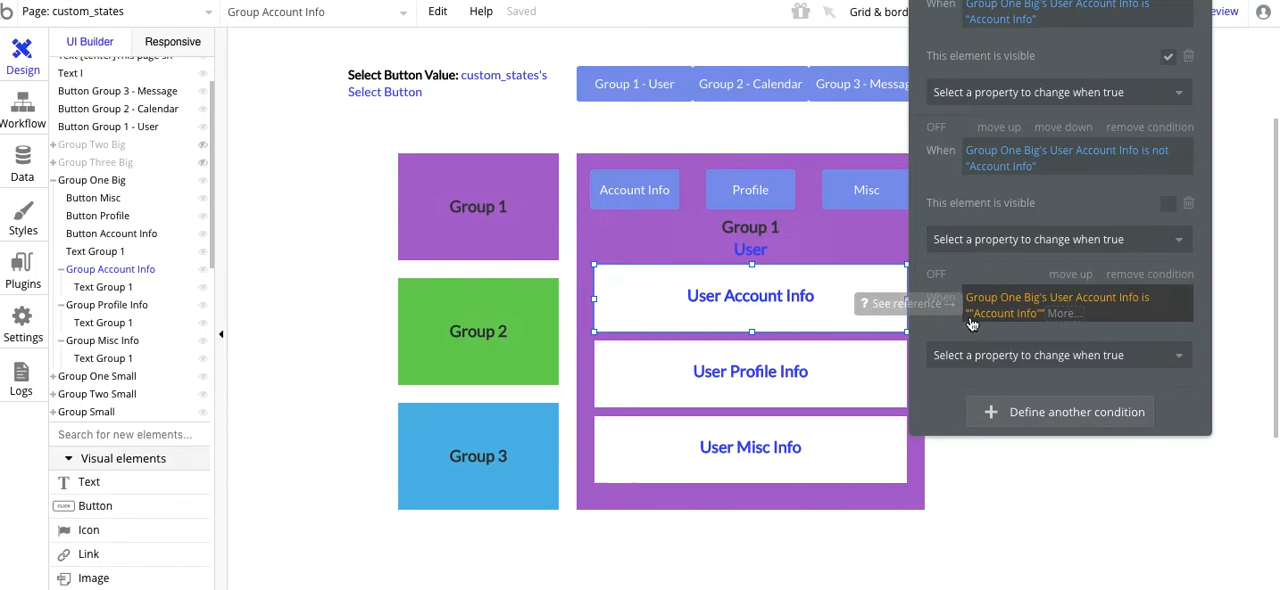 b Page: custom_states
Group Account Info
Edit
Help
Saved
Grid & bord
eview
Design
Workflow
Data
Styles
Plugins
Settings
Logs
UI Builder
Responsive
Text I
Button Group 3 - Message
Button Group 2 - Calendar
Button Group 1 - User
+Group Two Big
+Group Three Big
−Group One Big
Button Misc
Button Profile
Button Account Info
Text Group 1
−Group Account Info
Text Group 1
−Group Profile Info
Text Group 1
−Group Misc Info
Text Group 1
+Group One Small
+Group Two Small
+Group Small
Search for new elements...
Visual elements
Text
CLICK Button
Icon
Link
Image
Select Button Value: custom_states's
Select Button
Group 1 - User
Group 2 - Calendar
Group 3 - Messag
Group 1
Group 2
Group 3
Account Info
Profile
Misc
Group 1
User
User Account Info
User Profile Info
User Misc Info
When
Group One Big's User Account Info is
"Account Info"
This element is visible
Select a property to change when true
OFF
move up
move down
remove condition
When
Group One Big's User Account Info is not
"Account Info"
This element is visible
Select a property to change when true
OFF
move up
remove condition
? See reference →
When
Group One Big's User Account Info is
""Account Info"" More...
Select a property to change when true
+ Define another condition